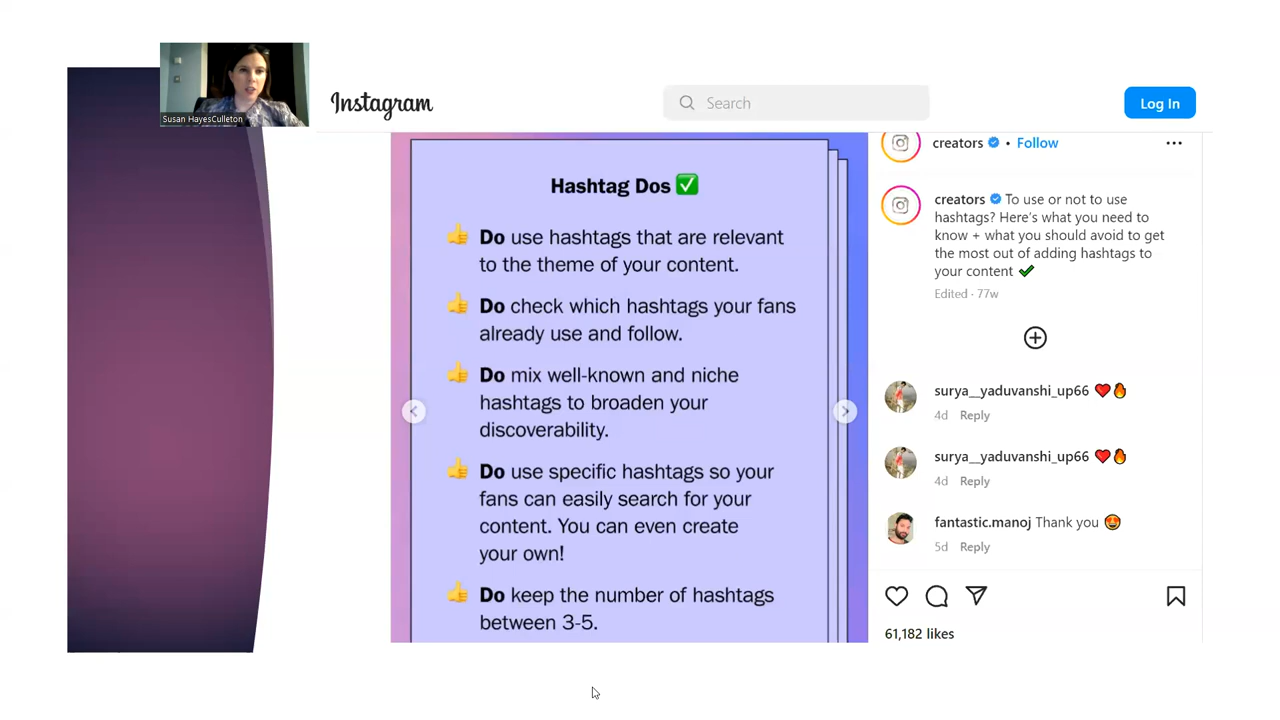 Susan HayesCulleton
Instagram
Search
Log In
Hashtag Dos ✅
👍 Do use hashtags that are relevant
to the theme of your content.
👍 Do check which hashtags your fans
already use and follow.
👍 Do mix well-known and niche
hashtags to broaden your
discoverability.
👍 Do use specific hashtags so your
fans can easily search for your
content. You can even create
your own!
👍 Do keep the number of hashtags
between 3-5.
creators • Follow
creators To use or not to use
hashtags? Here's what you need to
know + what you should avoid to get
the most out of adding hashtags to
your content ✔
Edited · 77w
surya__yaduvanshi_up66 ❤🔥
4d Reply
surya__yaduvanshi_up66 ❤🔥
4d Reply
fantastic.manoj Thank you 🤩
5d Reply
61,182 likes